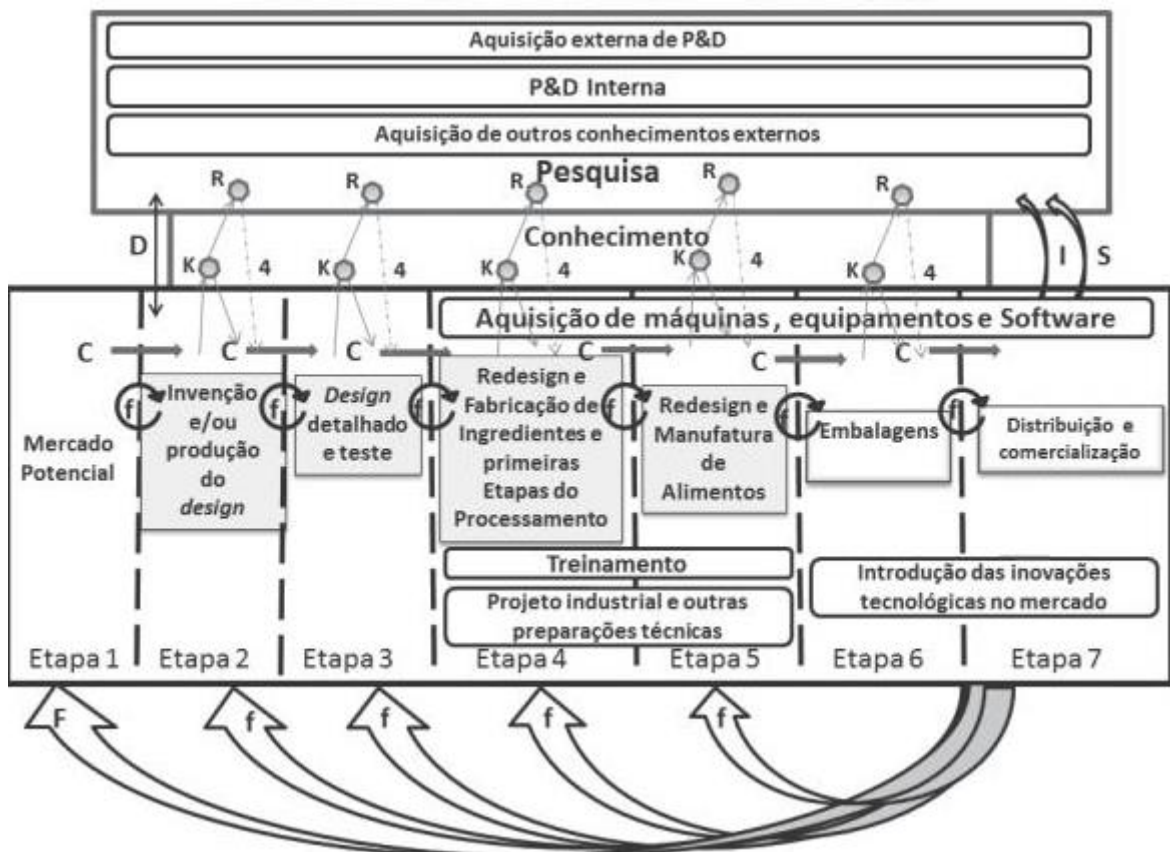 Aquisição externa de P&D
P&D Interna
Aquisição de outros conhecimentos externos
Pesquisa
R R R R R
D
Conhecimento
K 4 K 4 K 4 K 4 K 4
I S
Aquisição de máquinas, equipamentos e Software
C C C C C C
f f f f f f
Mercado
Potencial
Invenção
e/ou
produção
do
design
Design
detalhado
e teste
Redesign e
Fabricação de
Ingredientes e
primeiras
Etapas do
Processamento
Redesign e
Manufatura
de
Alimentos
Embalagens
Distribuição e
comercialização
Treinamento
Projeto industrial e outras
preparações técnicas
Introdução das inovações
tecnológicas no mercado
Etapa 1
Etapa 2
Etapa 3
Etapa 4
Etapa 5
Etapa 6
Etapa 7
F f f f f